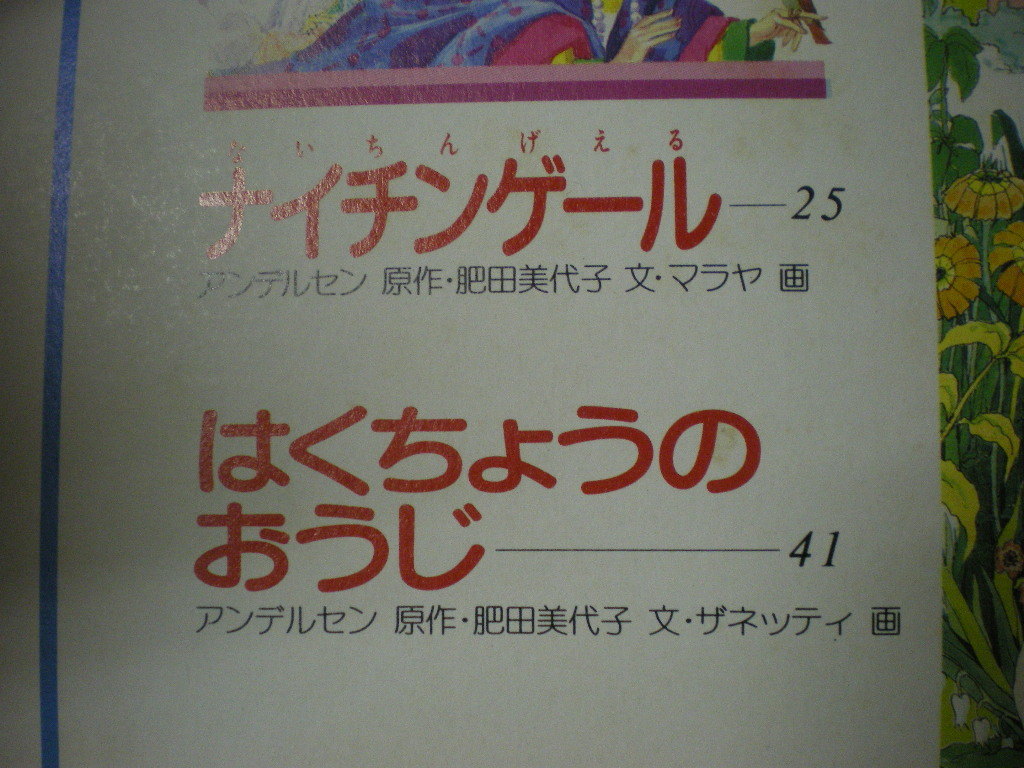 ないちんげえる
ナイチンゲール—25
アンデルセン 原作・肥田美代子 文・マラヤ 画
はくちょうの
おうじ—41
アンデルセン 原作・肥田美代子 文・ザネッティ 画